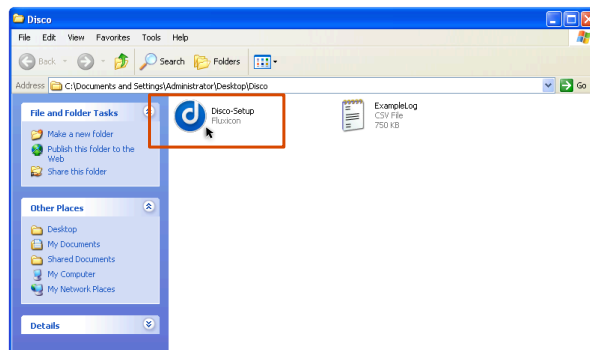 Disco
File Edit View Favorites Tools Help
Back Search Folders
Address C:\Documents and Settings\Administrator\Desktop\Disco Go
File and Folder Tasks
Make a new folder
Publish this folder to the
Web
Share this folder
Other Places
Desktop
My Documents
Shared Documents
My Computer
My Network Places
Details
Disco-Setup
Fluxicon
ExampleLog
CSV File
750 KB